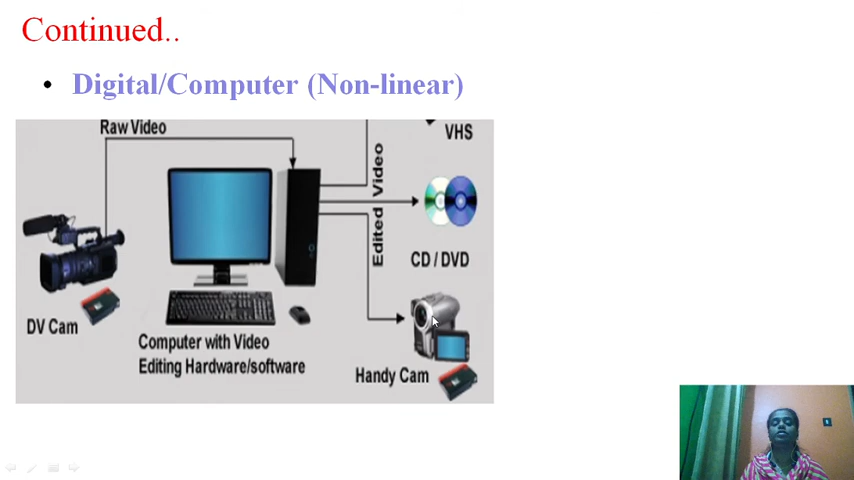 Continued..
• Digital/Computer (Non-linear)
Raw Video
VHS
Edited Video
CD / DVD
DV Cam
Computer with Video
Editing Hardware/software
Handy Cam